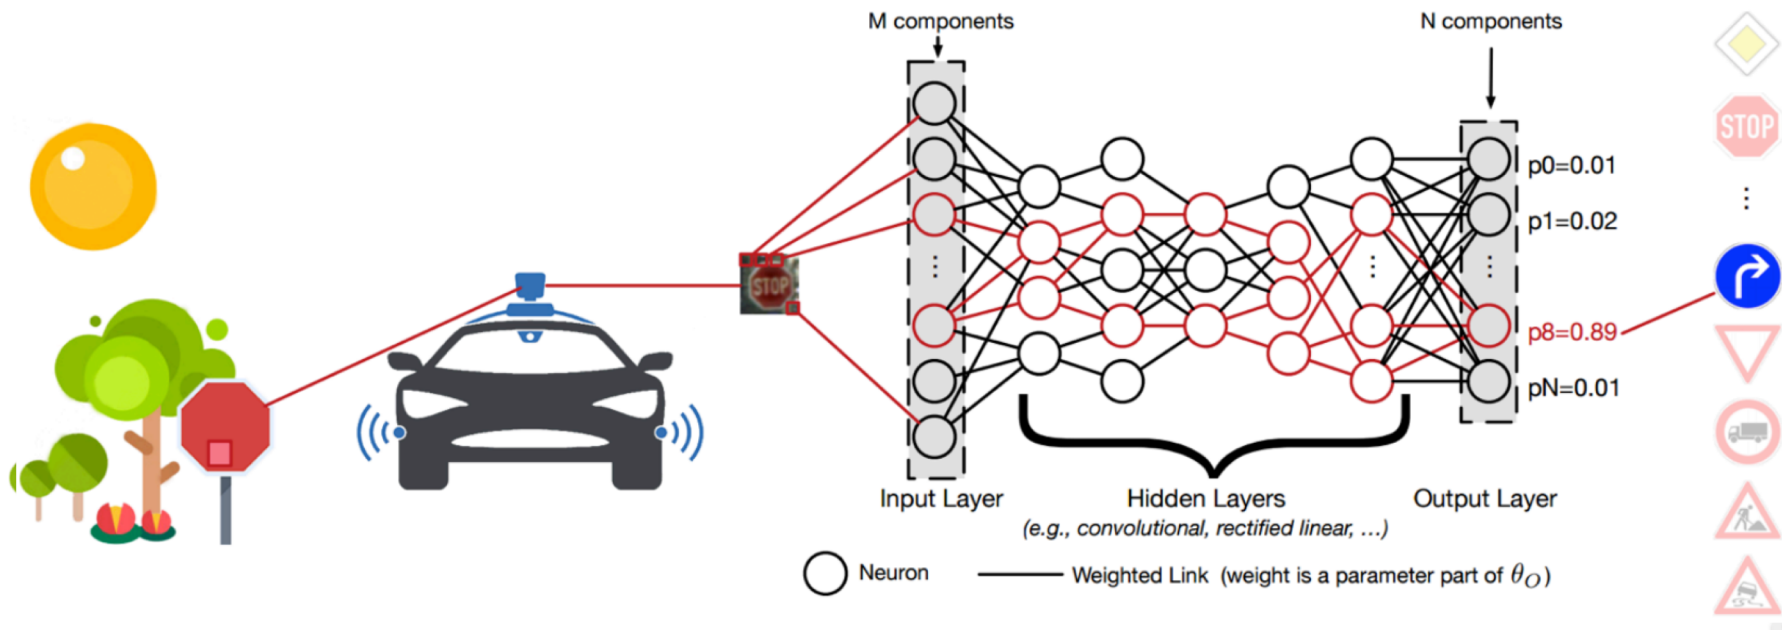 M components
N components
STOP
p0=0.01
p1=0.02
⋮
⋮
⋮
⋮
STOP
p8=0.89
pN=0.01
Input Layer
Hidden Layers
Output Layer
(e.g., convolutional, rectified linear, ...)
Neuron
Weighted Link (weight is a parameter part of θ_O)